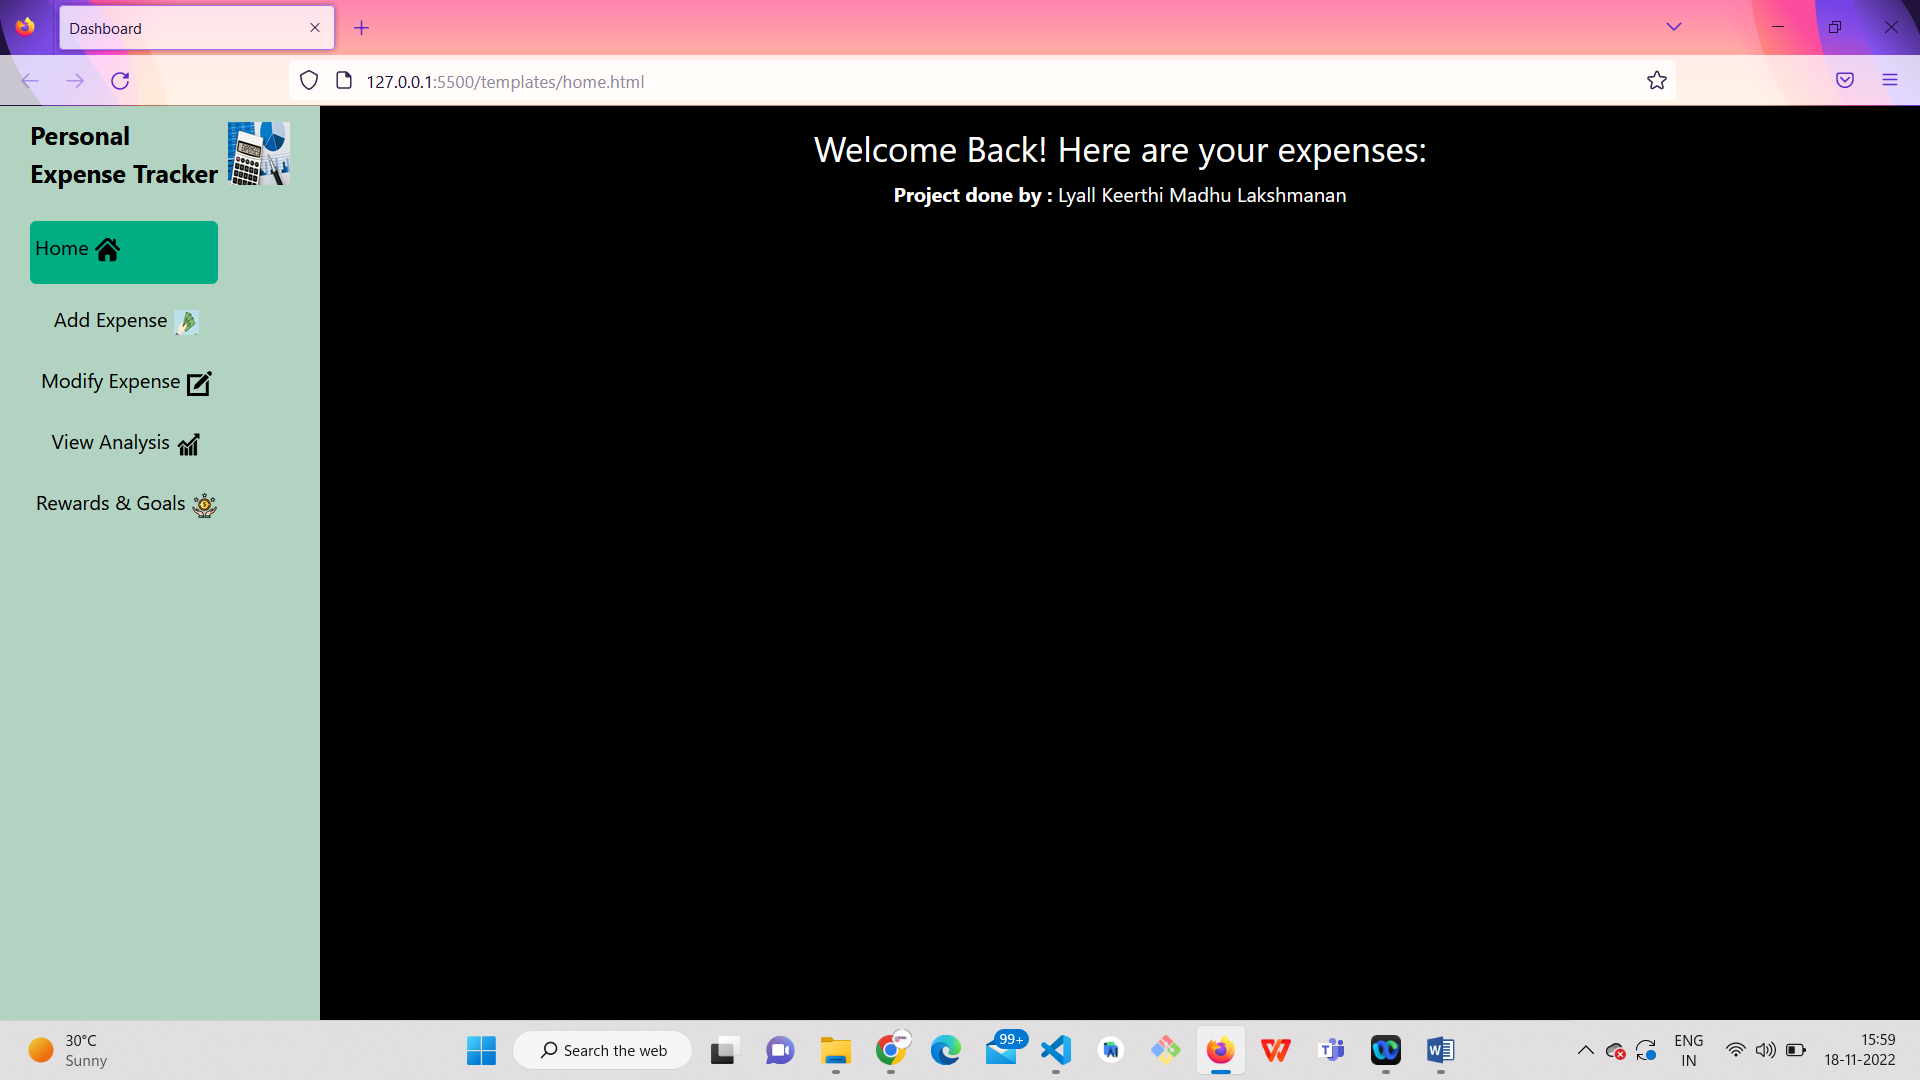 Dashboard
127.0.0.1:5500/templates/home.html
Personal
Expense Tracker
Welcome Back! Here are your expenses:
Project done by : Lyall Keerthi Madhu Lakshmanan
Home
Add Expense
Modify Expense
View Analysis
Rewards & Goals
30°C
Sunny
Search the web
99+
ENG
IN
15:59
18-11-2022